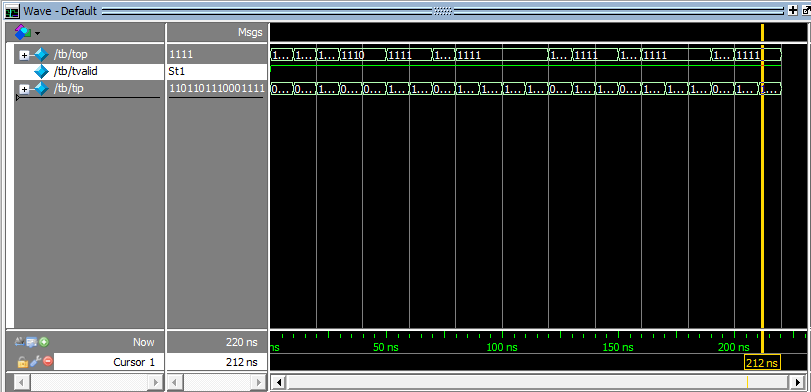 Wave - Default
Msgs
/tb/top 1111 1... 1... 1... 1110 1111 1... 1111 1... 1111 1... 1111 1... 1111
/tb/tvalid St1
/tb/tip 1101101110001111 0... 0... 1... 0... 0... 1... 1... 0... 1... 1... 1... 1... 0... 1... 1... 0... 1... 1... 1... 0... 1...
Now 220 ns ns 50 ns 100 ns 150 ns 200 ns
Cursor 1 212 ns 212 ns